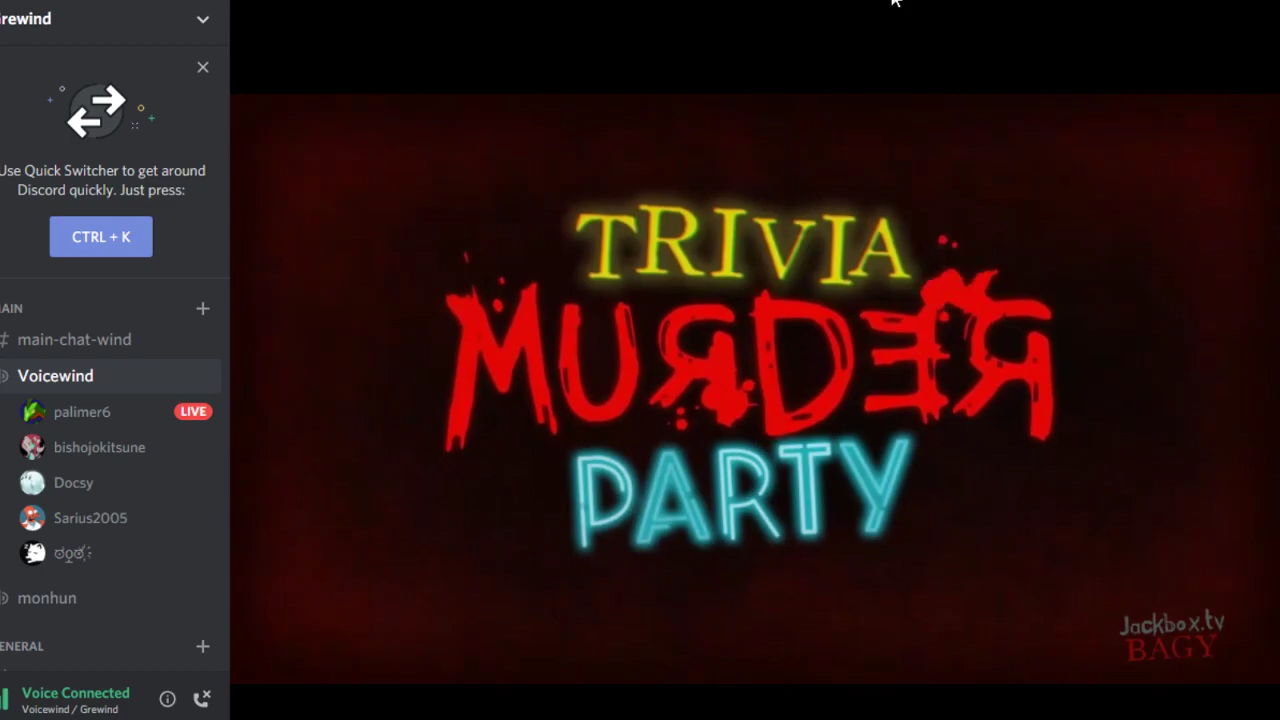 rewind
Use Quick Switcher to get around
Discord quickly. Just press:
CTRL + K
AIN
main-chat-wind
Voicewind
palimer6
LIVE
bishojokitsune
Docsy
Sarius2005
monhun
ENERAL
Voice Connected
Voicewind / Grewind
TRIVIA
MURDER
PARTY
Jackbox.tv
BAGY